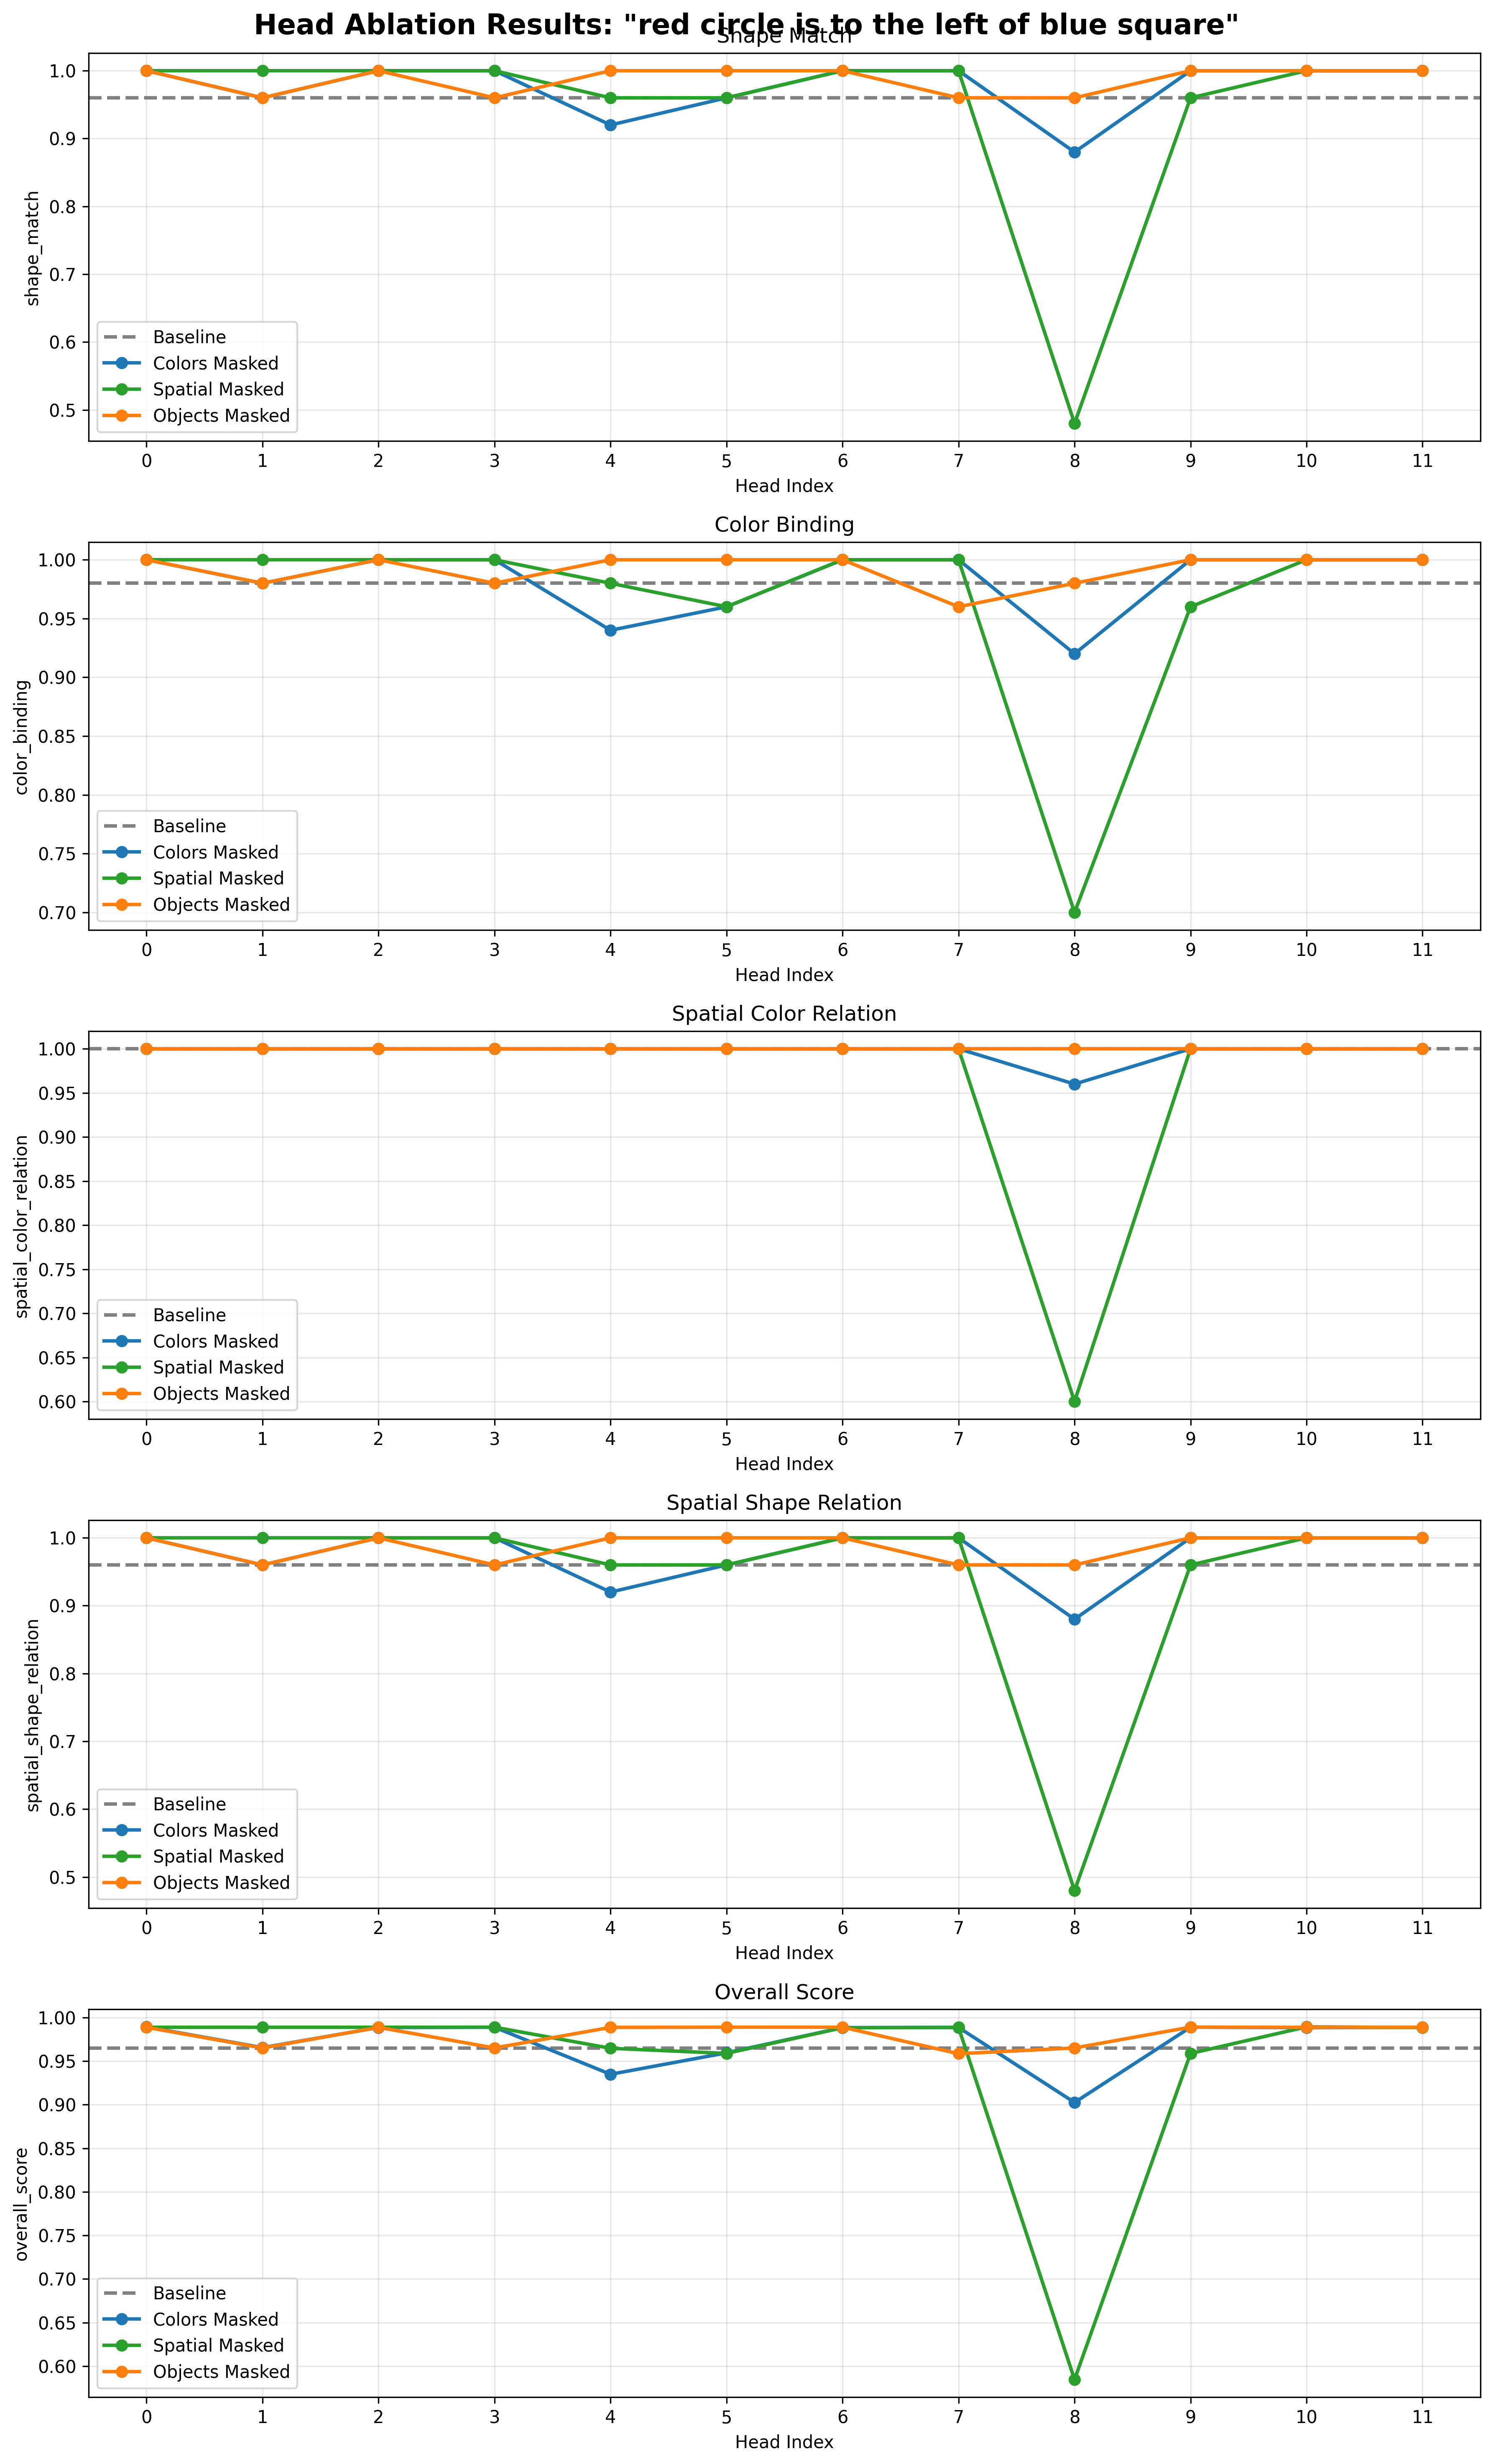 Head Ablation Results: "red circle is to the left of blue square"
Shape Match
shape_match
1.0
0.9
0.8
0.7
0.6
0.5
Baseline
Colors Masked
Spatial Masked
Objects Masked
0 1 2 3 4 5 6 7 8 9 10 11
Head Index
Color Binding
color_binding
1.00
0.95
0.90
0.85
0.80
0.75
0.70
Baseline
Colors Masked
Spatial Masked
Objects Masked
0 1 2 3 4 5 6 7 8 9 10 11
Head Index
Spatial Color Relation
spatial_color_relation
1.00
0.95
0.90
0.85
0.80
0.75
0.70
0.65
0.60
Baseline
Colors Masked
Spatial Masked
Objects Masked
0 1 2 3 4 5 6 7 8 9 10 11
Head Index
Spatial Shape Relation
spatial_shape_relation
1.0
0.9
0.8
0.7
0.6
0.5
Baseline
Colors Masked
Spatial Masked
Objects Masked
0 1 2 3 4 5 6 7 8 9 10 11
Head Index
Overall Score
overall_score
1.00
0.95
0.90
0.85
0.80
0.75
0.70
0.65
0.60
Baseline
Colors Masked
Spatial Masked
Objects Masked
0 1 2 3 4 5 6 7 8 9 10 11
Head Index